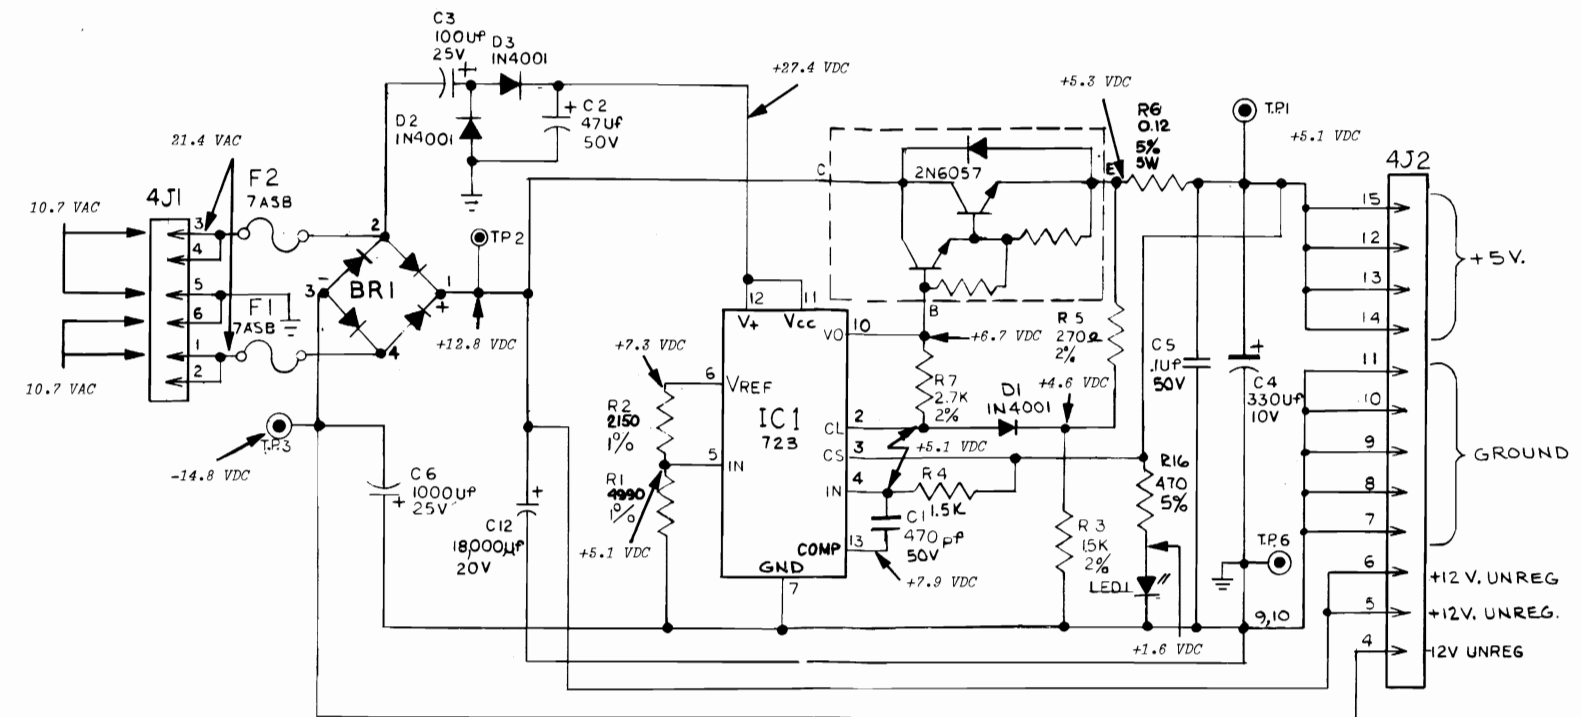 C3
100Uf
25V
+
D3
1N4001
+27.4 VDC
+5.3 VDC
R6
0.12
5%
5W
T.P.1
+5.1 VDC
D2
1N4001
+
C2
47Uf
50V
21.4 VAC
F2
7ASB
4J1
10.7 VAC
3
4
5
6
1
2
F1
7ASB
10.7 VAC
2
3
-
BR1
1
+
4
TP2
+12.8 VDC
C
2N6057
E
B
4J2
15
12
13
14
+5V.
11
10
9
8
7
GROUND
6
+12 V. UNREG
5
+12V. UNREG.
4
-12V UNREG
12
11
V+
Vcc
VO
10
+6.7 VDC
R 5
270Ω
2%
+7.3 VDC
6
VREF
R2
2150
1%
IC1
723
R7
2.7K
2%
D1
1N4001
+4.6 VDC
C5
.1Uf
50V
+
C4
330Uf
10V
CL
2
+5.1 VDC
CS
3
5
IN
IN
4
R4
1.5K
R1
4990
1%
+5.1 VDC
C1
470pf
50V
COMP
13
+7.9 VDC
GND
7
R16
470
5%
R3
1.5K
2%
LED1
+1.6 VDC
T.P.6
9,10
T.P.3
-14.8 VDC
C6
1000Uf
25V
+
C12
18,000µf
20V
+